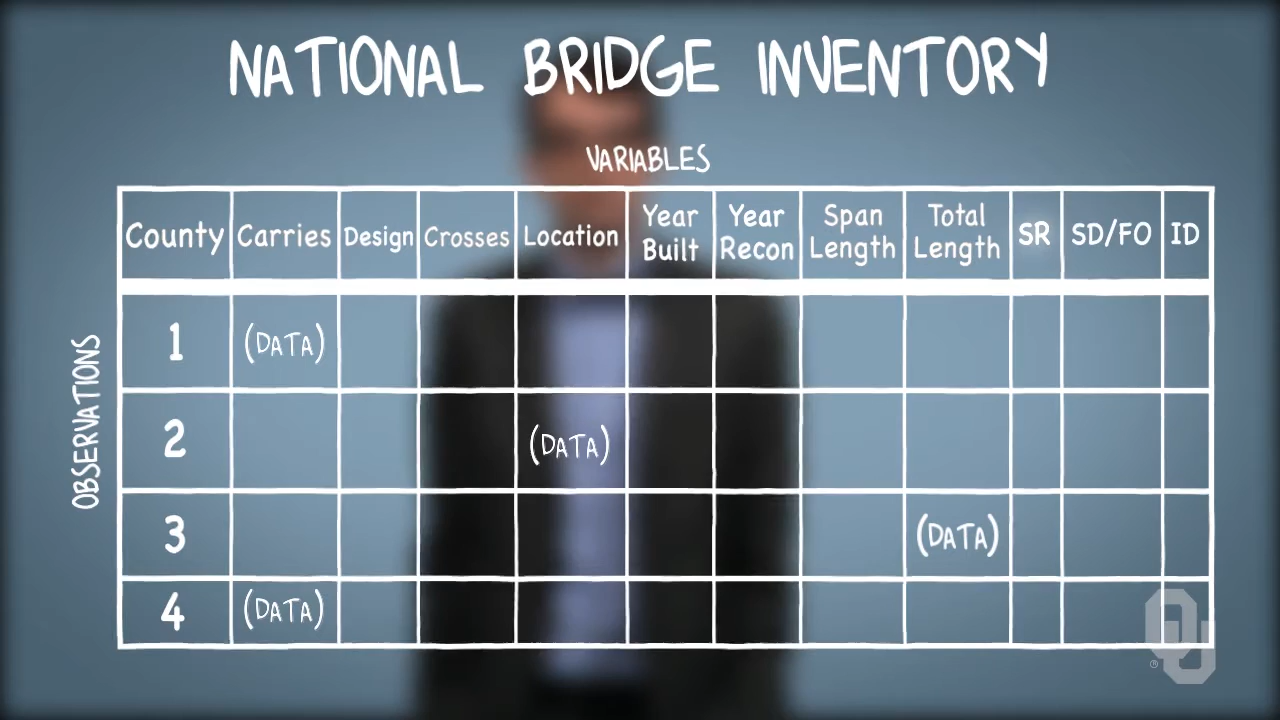 NATIONAL BRIDGE INVENTORY
VARIABLES
County Carries Design Crosses Location Year Built Year Recon Span Length Total Length SR SD/FO ID
OBSERVATIONS
1 (DATA)
2 (DATA)
3 (DATA)
4 (DATA)
OU
®